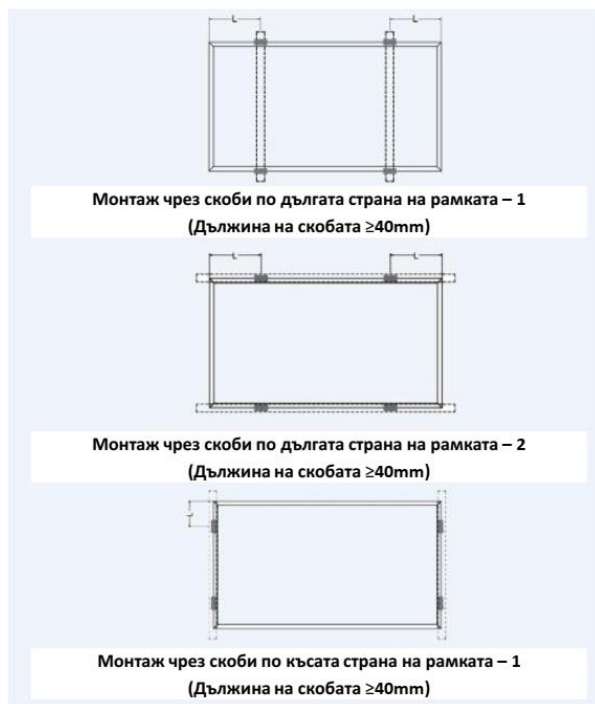 L L
Монтаж чрез скоби по дългата страна на рамката – 1
(Дължина на скобата ≥40mm)
L L
Монтаж чрез скоби по дългата страна на рамката – 2
(Дължина на скобата ≥40mm)
L
Монтаж чрез скоби по късата страна на рамката – 1
(Дължина на скобата ≥40mm)